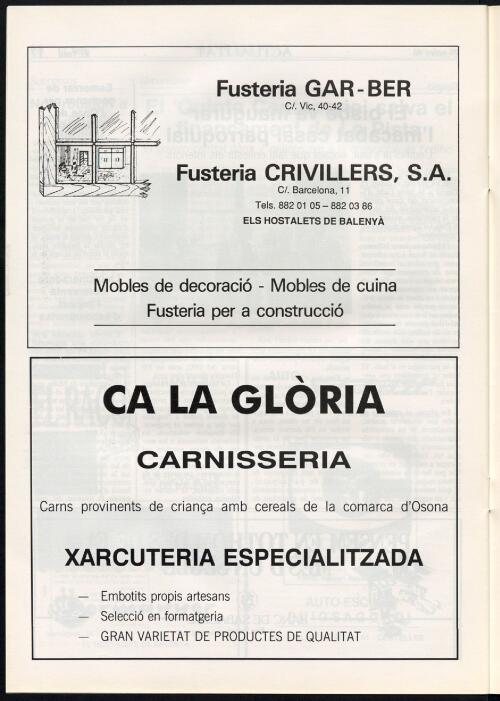 Fusteria GAR-BER
C/. Vic, 40-42
Fusteria CRIVILLERS, S.A.
C/. Barcelona, 11
Tels. 882 01 05 – 882 03 86
ELS HOSTALETS DE BALENYÀ
Mobles de decoració - Mobles de cuina
Fusteria per a construcció
CA LA GLÒRIA
CARNISSERIA
Carns provinents de criança amb cereals de la comarca d'Osona
XARCUTERIA ESPECIALITZADA
— Embotits propis artesans
— Selecció en formatgeria
— GRAN VARIETAT DE PRODUCTES DE QUALITAT